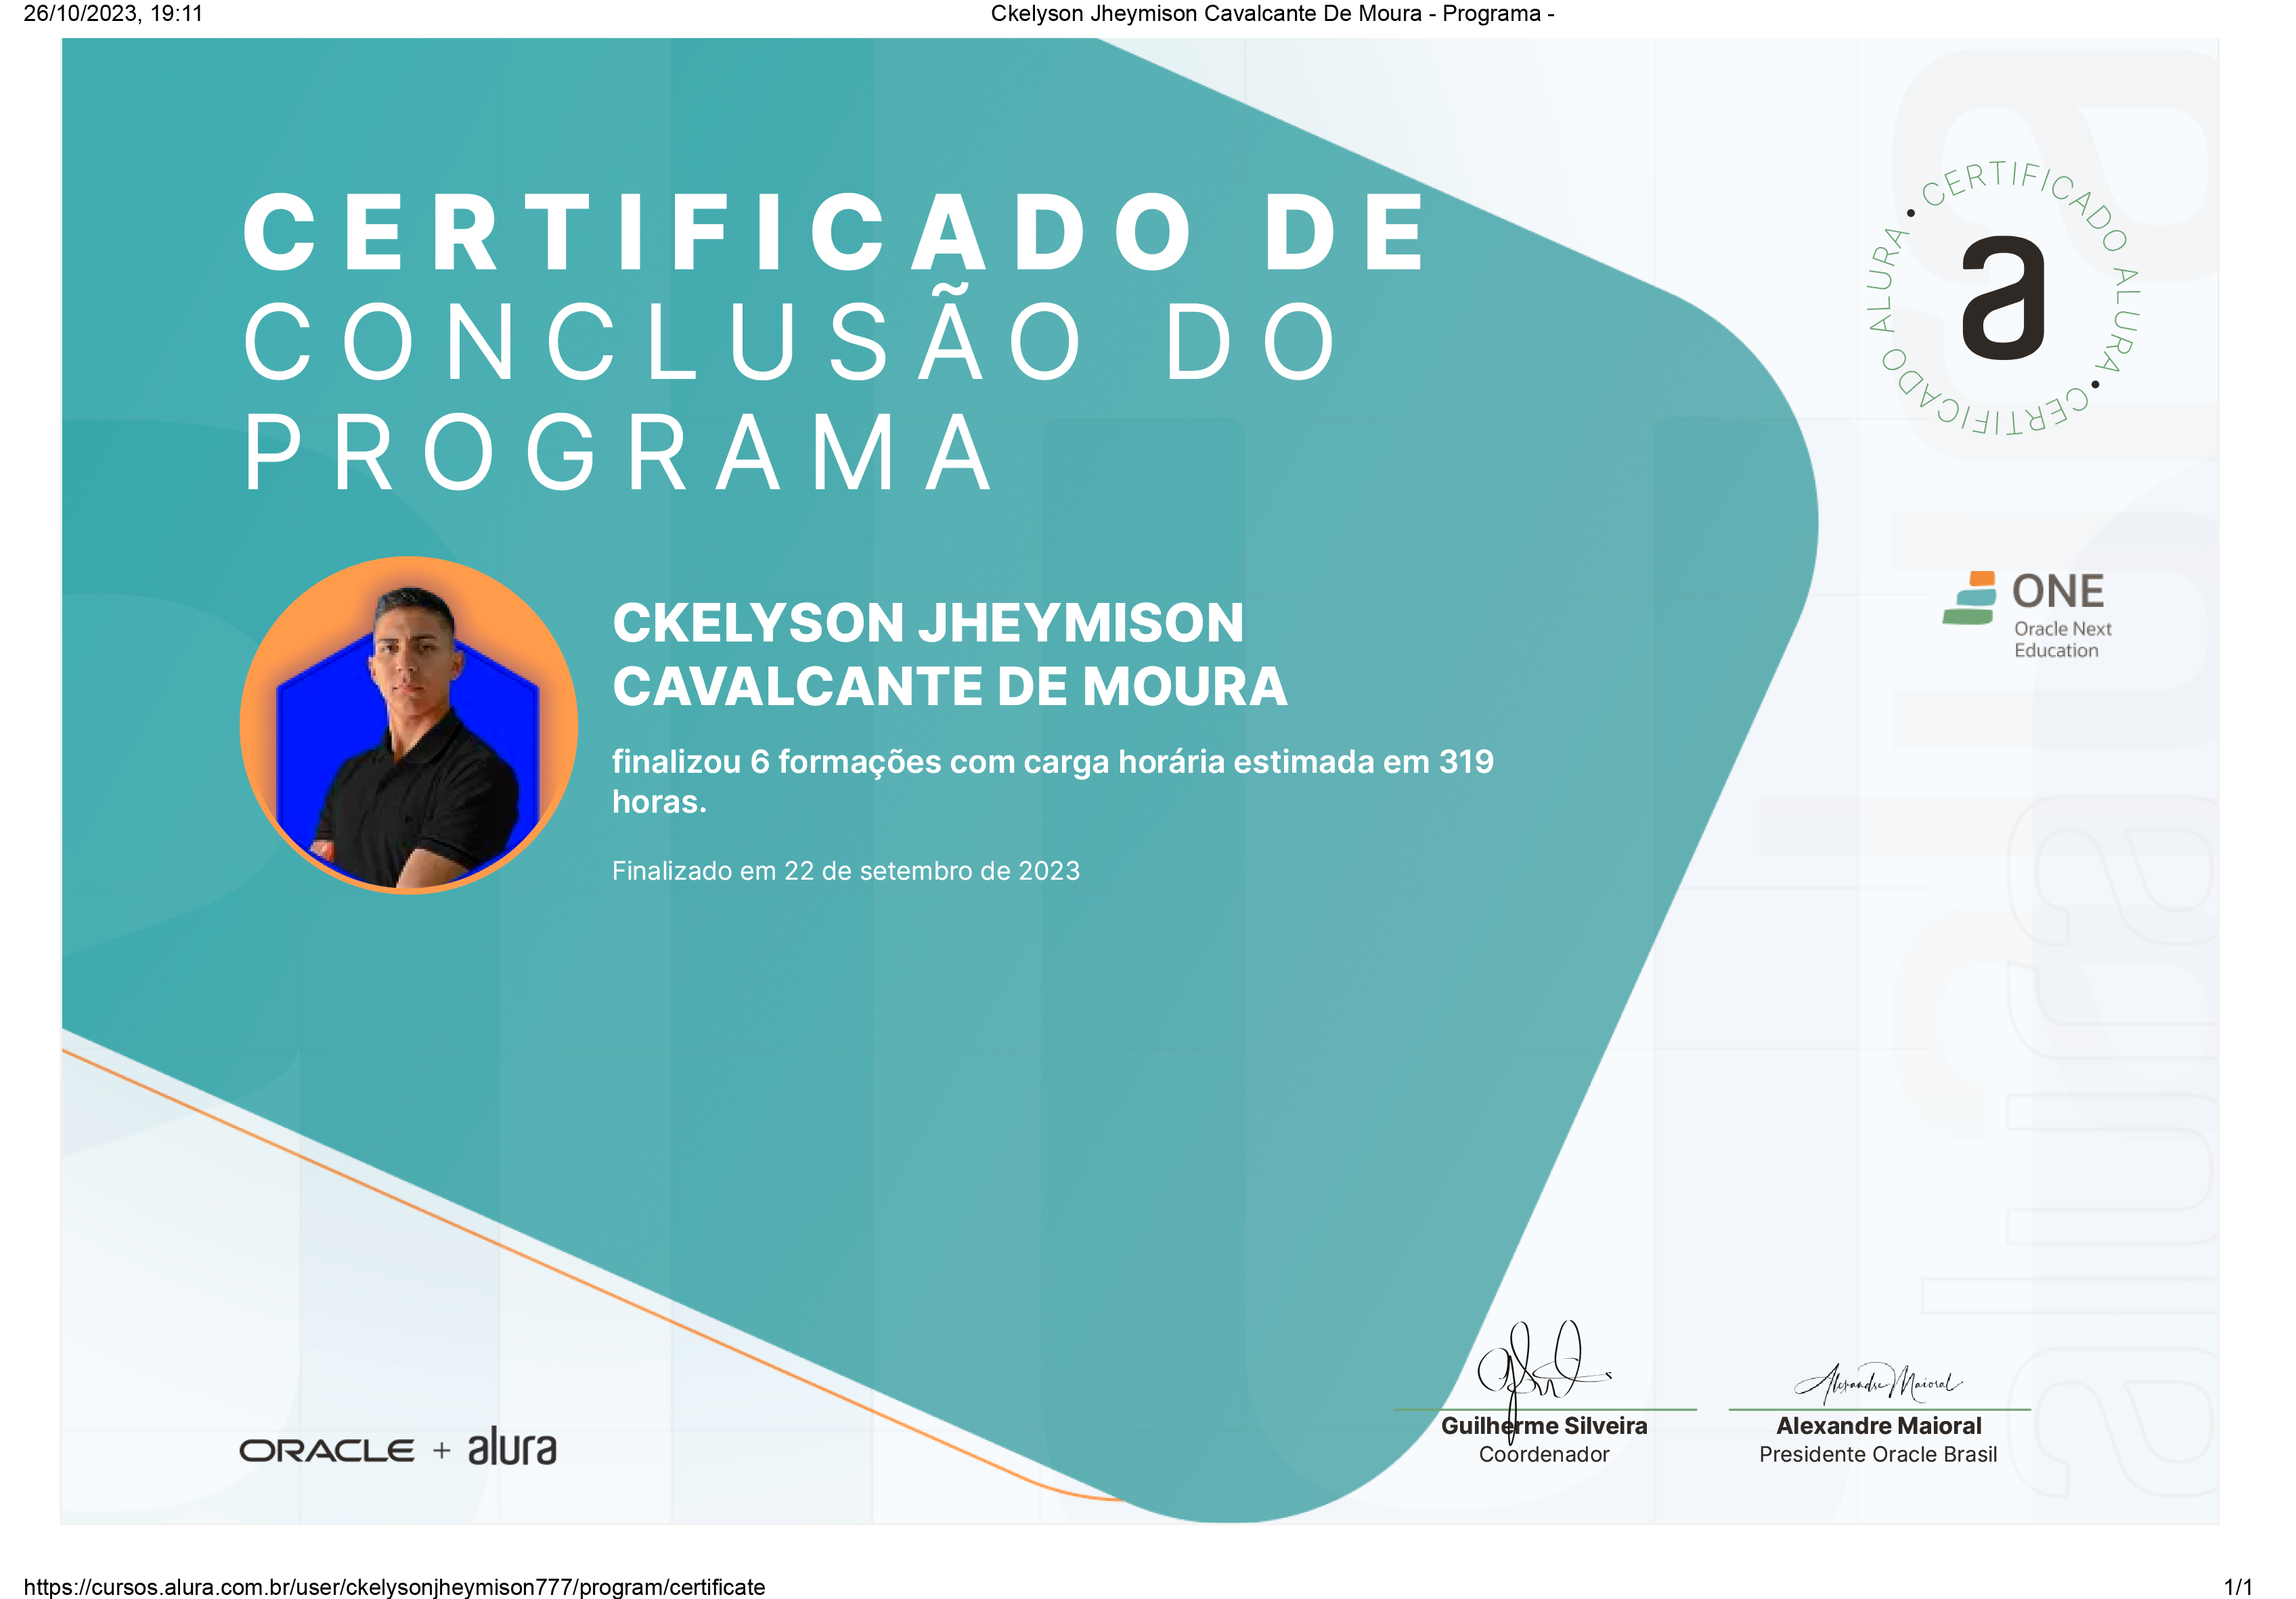 26/10/2023, 19:11
Ckelyson Jheymison Cavalcante De Moura - Programa -
CERTIFICADO DE
CONCLUSÃO DO
PROGRAMA
CERTIFICADO ALURA • CERTIFICADO ALURA •
a
ONE
Oracle Next
Education
CKELYSON JHEYMISON
CAVALCANTE DE MOURA
finalizou 6 formações com carga horária estimada em 319
horas.
Finalizado em 22 de setembro de 2023
alura
Alexandre Maioral
Guilherme Silveira
Coordenador
Alexandre Maioral
Presidente Oracle Brasil
ORACLE + alura
https://cursos.alura.com.br/user/ckelysonjheymison777/program/certificate
1/1